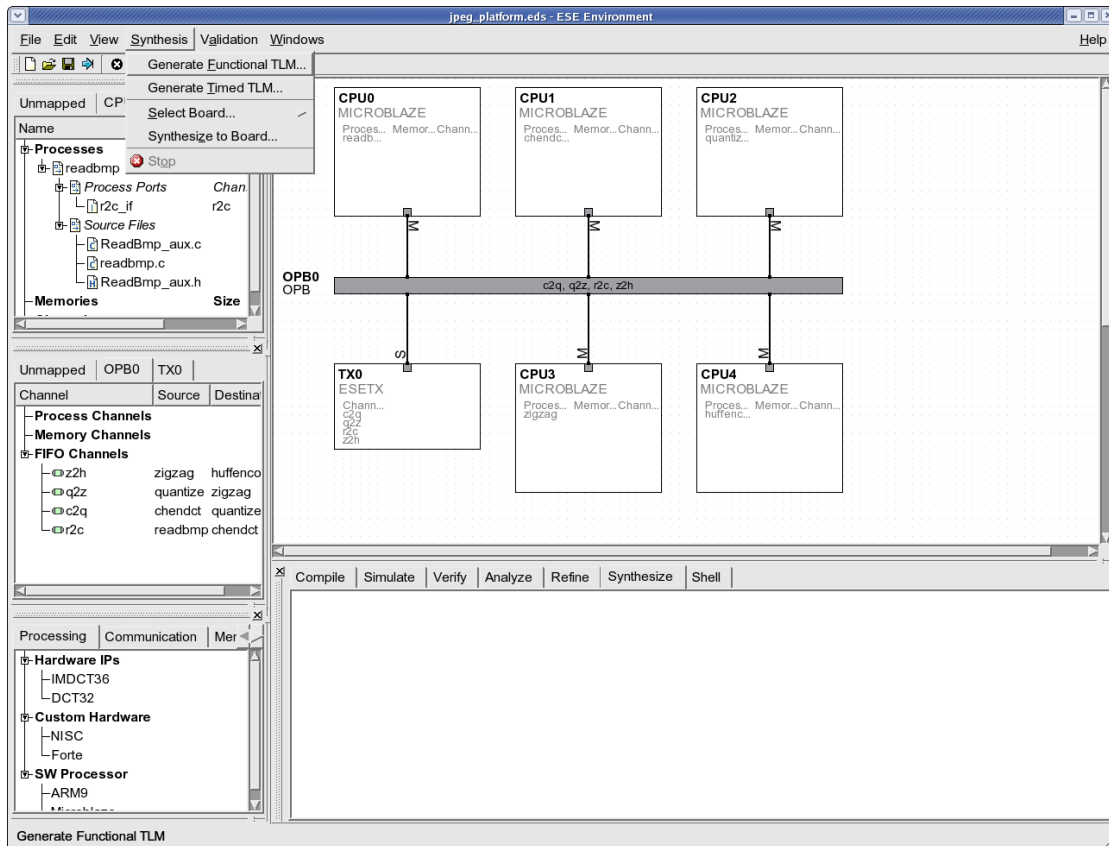 jpeg_platform.eds - ESE Environment
File Edit View Synthesis Validation Windows Help
Generate Functional TLM...
Generate Timed TLM...
Select Board...
Synthesize to Board...
Stop
Unmapped CP
Name
Processes
readbmp
Process Ports Chan
r2c_if r2c
Source Files
ReadBmp_aux.c
readbmp.c
ReadBmp_aux.h
Memories Size
Unmapped OPB0 TX0
Channel Source Destina
Process Channels
Memory Channels
FIFO Channels
z2h zigzag huffenco
q2z quantize zigzag
c2q chendct quantize
r2c readbmp chendct
Processing Communication Mer
Hardware IPs
IMDCT36
DCT32
Custom Hardware
NISC
Forte
SW Processor
ARM9
Microblaze
CPU0
MICROBLAZE
Proces... Memor... Chann...
readb...
CPU1
MICROBLAZE
Proces... Memor... Chann...
chendc...
CPU2
MICROBLAZE
Proces... Memor... Chann...
quantiz...
M M M
OPB0
OPB
c2q, q2z, r2c, z2h
S M M
TX0
ESETX
Chann...
c2q
q2z
r2c
z2h
CPU3
MICROBLAZE
Proces... Memor... Chann...
zigzag
CPU4
MICROBLAZE
Proces... Memor... Chann...
huffenc...
Compile Simulate Verify Analyze Refine Synthesize Shell
Generate Functional TLM